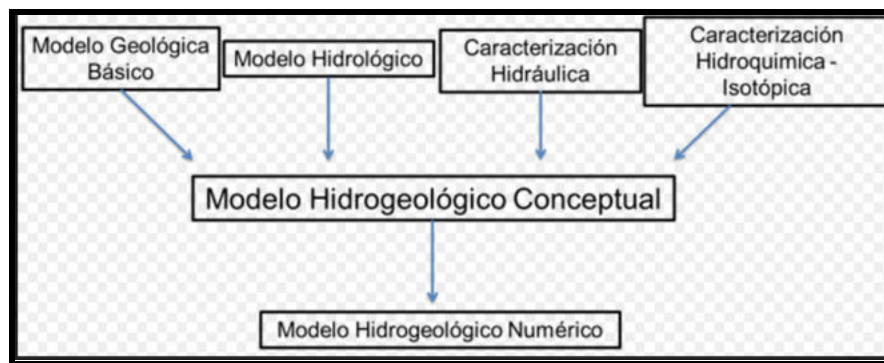 Modelo Geológica
Básico
Modelo Hidrológico
Caracterización
Hidráulica
Caracterización
Hidroquimica -
Isotópica
Modelo Hidrogeológico Conceptual
Modelo Hidrogeológico Numérico